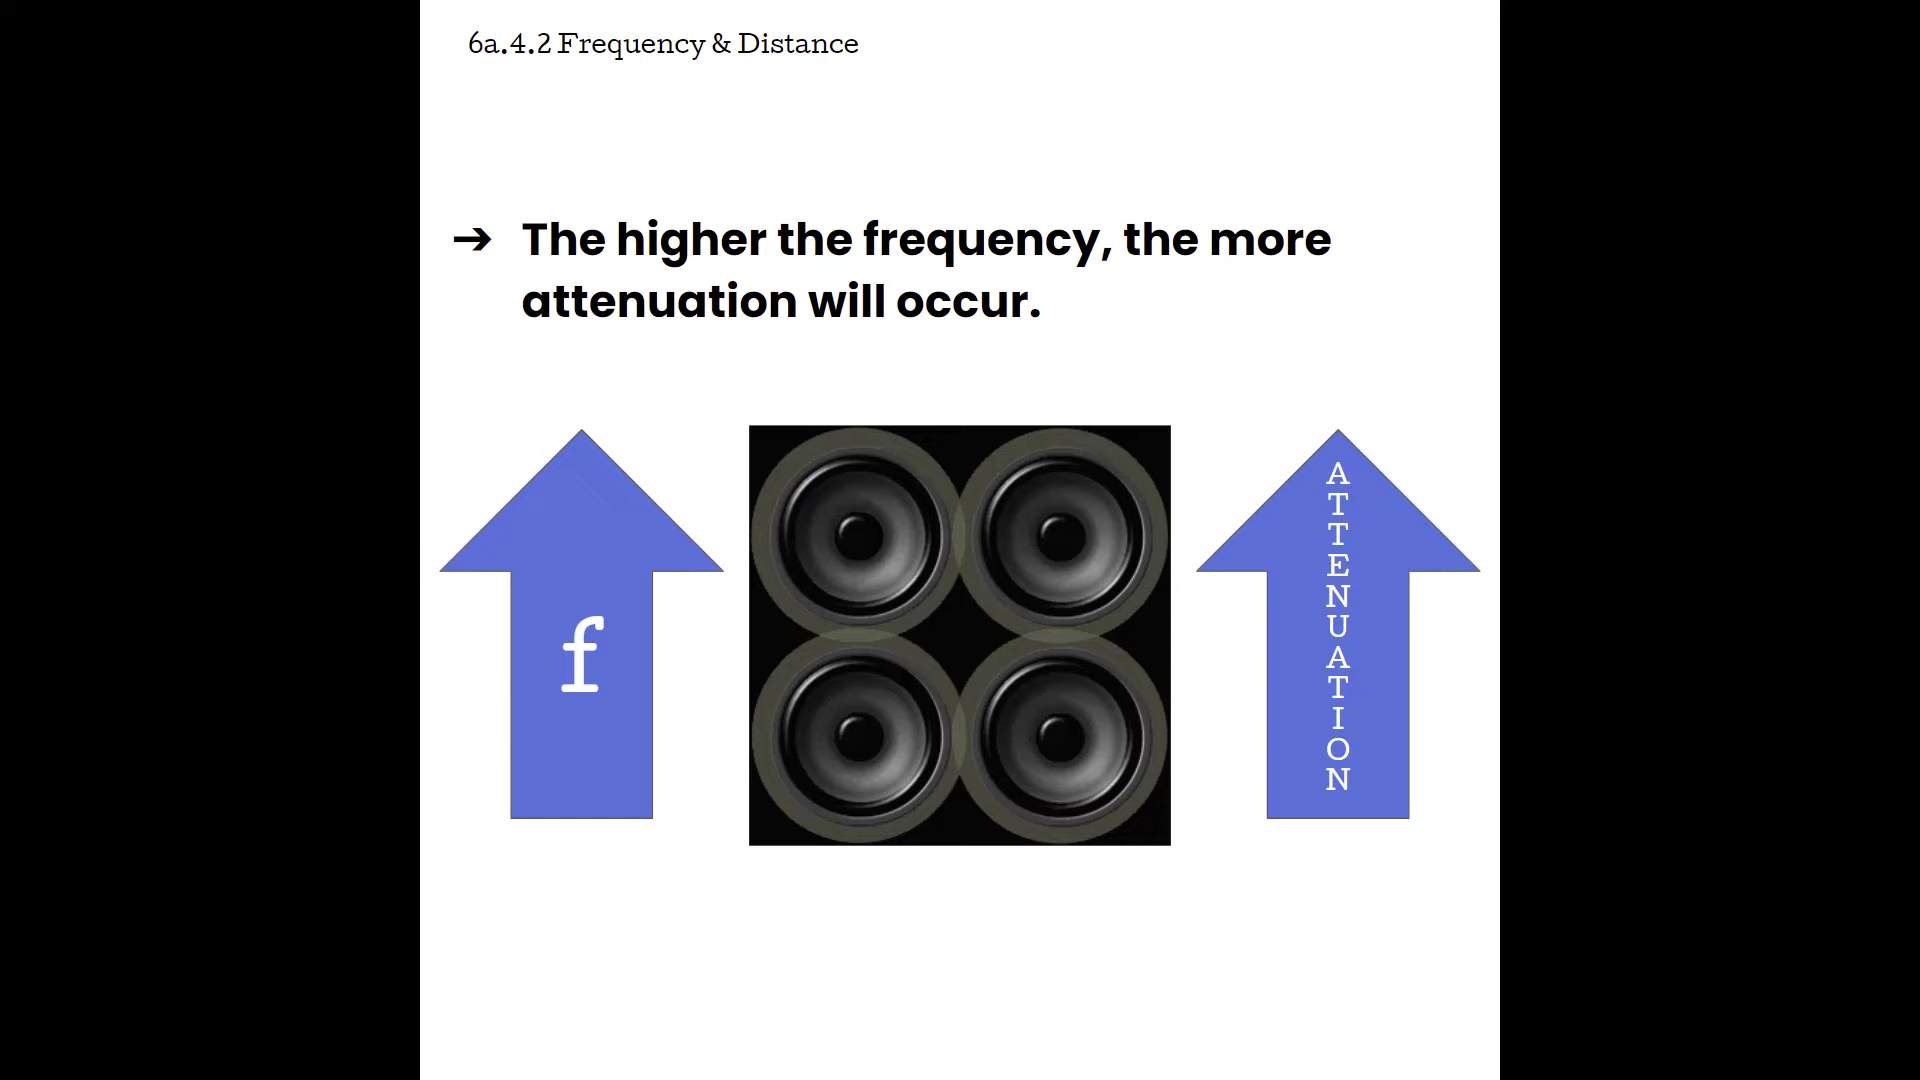 6a.4.2 Frequency & Distance
➔ The higher the frequency, the more
attenuation will occur.
f
A
T
T
E
N
U
A
T
I
O
N